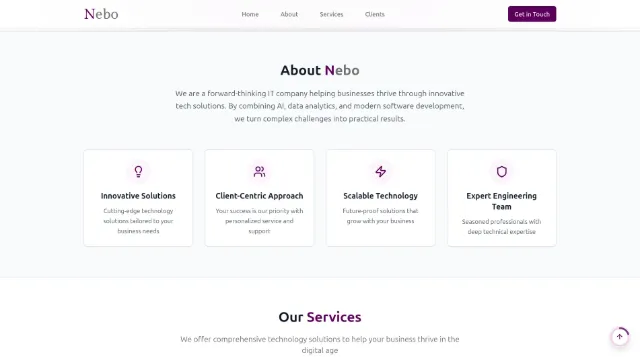 Nebo
Home About Services Clients
Get in Touch
About Nebo
We are a forward-thinking IT company helping businesses thrive through innovative
tech solutions. By combining AI, data analytics, and modern software development,
we turn complex challenges into practical results.
Innovative Solutions
Cutting-edge technology
solutions tailored to your
business needs
Client-Centric Approach
Your success is our priority with
personalized service and
support
Scalable Technology
Future-proof solutions that
grow with your business
Expert Engineering
Team
Seasoned professionals with
deep technical expertise
Our Services
We offer comprehensive technology solutions to help your business thrive in the
digital age